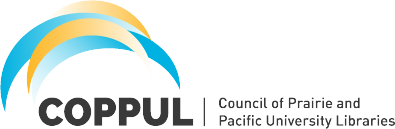 COPPUL
Council of Prairie and
Pacific University Libraries